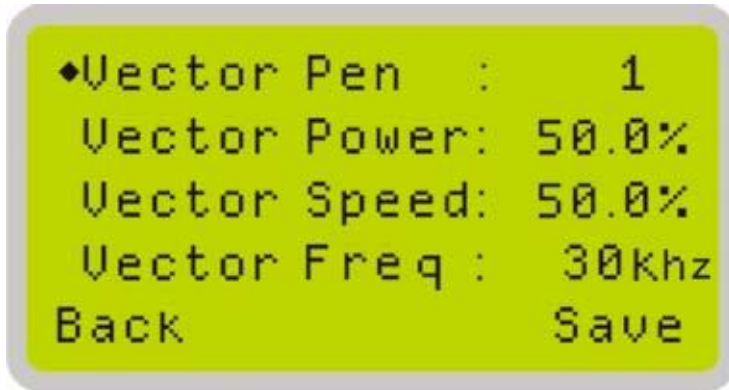 ◆Vector Pen : 1
Vector Power: 50.0%
Vector Speed: 50.0%
Vector Freq : 30Khz
Back Save